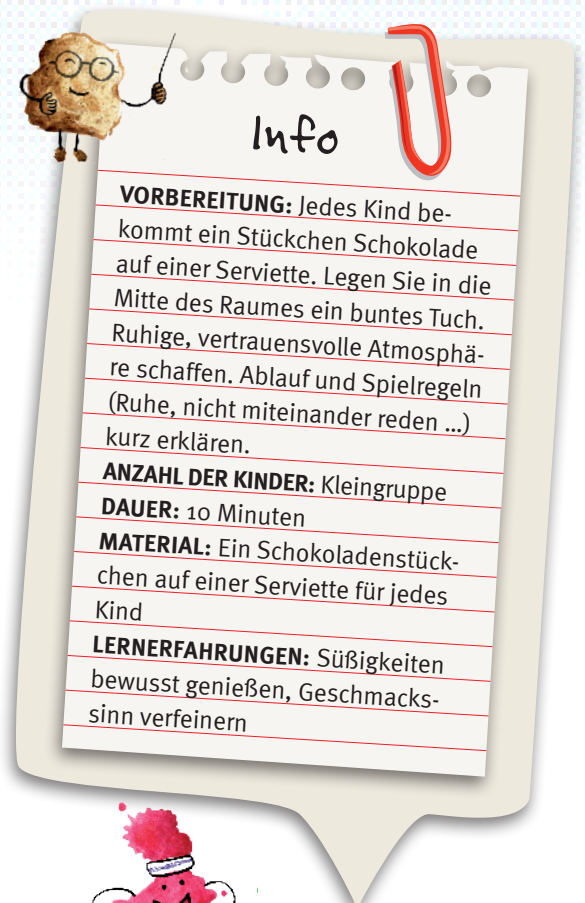 Info
VORBEREITUNG: Jedes Kind be-
kommt ein Stückchen Schokolade
auf einer Serviette. Legen Sie in die
Mitte des Raumes ein buntes Tuch.
Ruhige, vertrauensvolle Atmosphä-
re schaffen. Ablauf und Spielregeln
(Ruhe, nicht miteinander reden ...)
kurz erklären.
ANZAHL DER KINDER: Kleingruppe
DAUER: 10 Minuten
MATERIAL: Ein Schokoladenstück-
chen auf einer Serviette für jedes
Kind
LERNERFAHRUNGEN: Süßigkeiten
bewusst genießen, Geschmacks-
sinn verfeinern